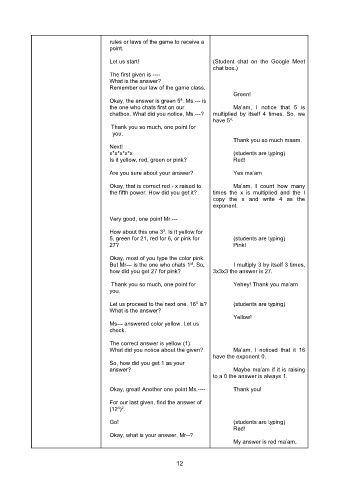 rules or laws of the game to receive a
point.
Let us start!
(Student chat on the Google Meet
chat box.)
The first given is ----
What is the answer?
Remember our law of the game class.
Green!
Okay, the answer is green 5⁴. Ms.--- is
the one who chats first on our
chatbox. What did you notice, Ms.---?
Ma'am, I notice that 5 is
multiplied by itself 4 times. So, we
have 5⁴.
Thank you so much, one point for
you.
Thank you so much maam.
Next!
x*x*x*x*x
Is it yellow, red, green or pink?
(students are typing)
Red!
Are you sure about your answer?
Yes ma'am
Okay, that is correct red - x raised to
the fifth power. How did you get it?
Ma'am, I count how many
times the x is multiplied and the I
copy the x and write 4 as the
exponent.
Very good, one point Mr.---
How about this one 3³. Is it yellow for
5, green for 21, red for 6, or pink for
27?
(students are typing)
Pink!
Okay, most of you type the color pink.
But Mr--- is the one who chats 1ˢᵗ. So,
how did you get 27 for pink?
I multiply 3 by itself 3 times,
3x3x3 the answer is 27.
Thank you so much, one point for
you.
Yehey! Thank you ma'am
Let us proceed to the next one. 16⁰ is?
What is the answer?
(students are typing)
Yellow!
Ms--- answered color yellow. Let us
check.
The correct answer is yellow (1).
What did you notice about the given?
Ma'am, I noticed that it 16
have the exponent 0.
So, how did you get 1 as your
answer?
Maybe ma'am if it is raising
to a 0 the answer is always 1.
Okay, great! Another one point Ms.----
Thank you!
For our last given, find the answer of
Go!
(students are typing)
Red!
Okay, what is your answer, Mr--?
My answer is red ma'am,
12